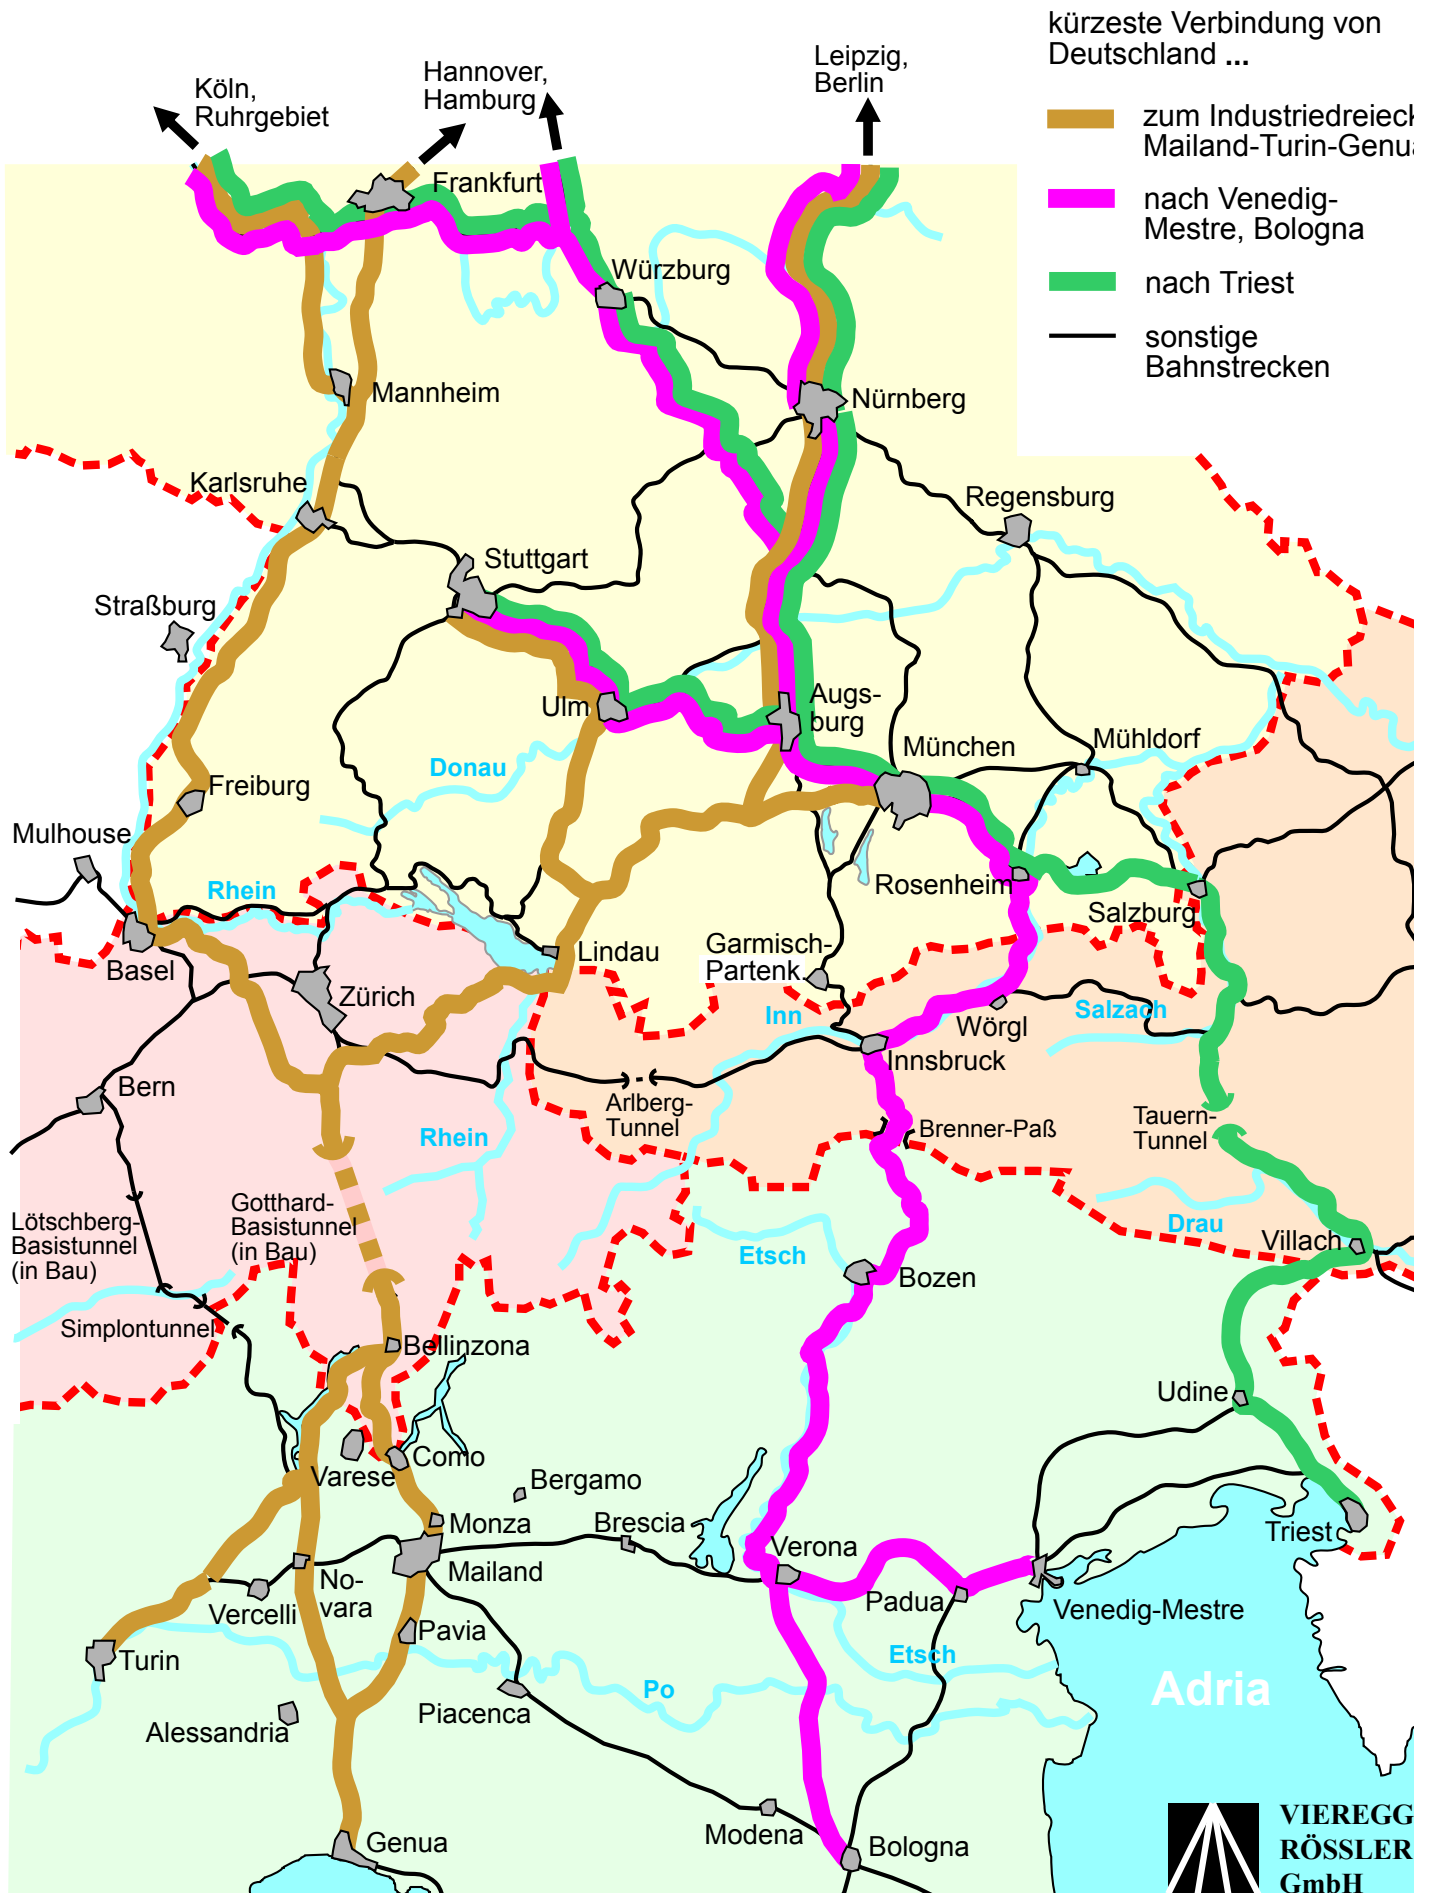 kürzeste Verbindung von
Deutschland ...
zum Industriedreieck
Mailand-Turin-Genua
nach Venedig-
Mestre, Bologna
nach Triest
sonstige
Bahnstrecken
Köln,
Ruhrgebiet
Hannover,
Hamburg
Leipzig,
Berlin
Frankfurt
Würzburg
Mannheim
Nürnberg
Karlsruhe
Regensburg
Stuttgart
Straßburg
Ulm
Augs-
burg
München
Mühldorf
Donau
Freiburg
Mulhouse
Rhein
Rosenheim
Salzburg
Basel
Lindau
Garmisch-
Partenk.
Zürich
Inn
Wörgl
Salzach
Innsbruck
Bern
Arlberg-
Tunnel
Brenner-Paß
Tauern-
Tunnel
Rhein
Gotthard-
Basistunnel
(in Bau)
Lötschberg-
Basistunnel
(in Bau)
Etsch
Drau
Villach
Bozen
Simplontunnel
Bellinzona
Udine
Varese
Como
Bergamo
Monza
Brescia
Verona
Triest
Mailand
No-
vara
Vercelli
Padua
Venedig-Mestre
Turin
Pavia
Etsch
Po
Adria
Piacenca
Alessandria
Modena
Bologna
Genua
VIEREGG
RÖSSLER
GmbH